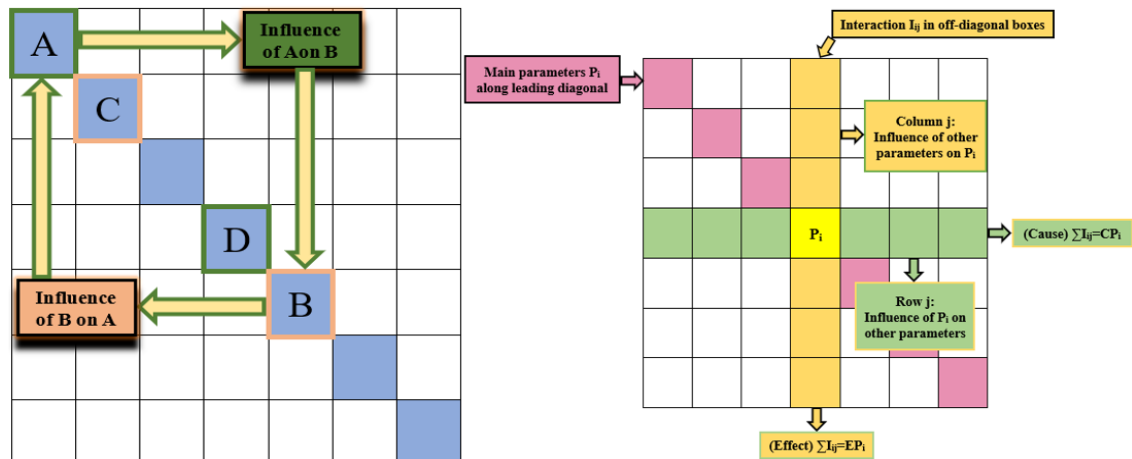 A
Influence
of Aon B
C
D
Influence
of B on A
B
Interaction Iij in off-diagonal boxes
Main parameters Pi
along leading diagonal
Column j:
Influence of other
parameters on Pi
Pi
(Cause) ∑Iij=CPi
Row j:
Influence of Pi on
other parameters
(Effect) ∑Iij=EPi